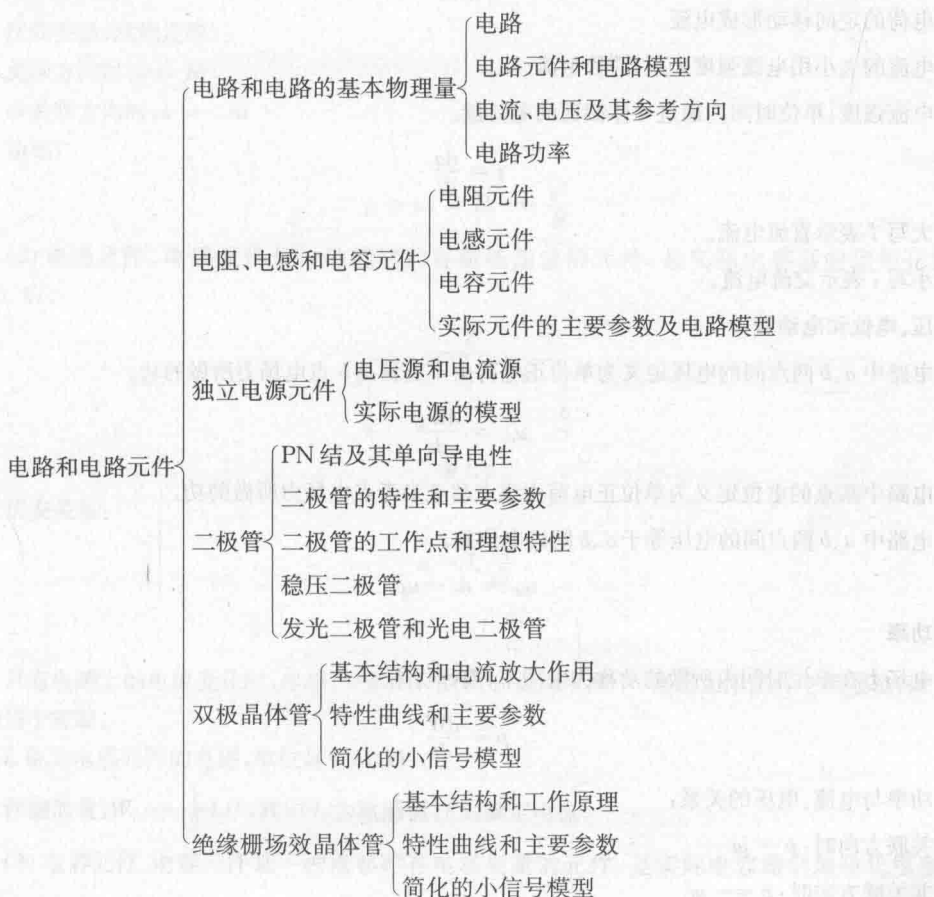 电路
电路元件和电路模型
电路和电路的基本物理量
电流、电压及其参考方向
电路功率
电阻元件
电感元件
电阻、电感和电容元件
电容元件
实际元件的主要参数及电路模型
电压源和电流源
独立电源元件
实际电源的模型
电路和电路元件
PN结及其单向导电性
二极管的特性和主要参数
二极管
二极管的工作点和理想特性
稳压二极管
发光二极管和光电二极管
基本结构和电流放大作用
双极晶体管
特性曲线和主要参数
简化的小信号模型
基本结构和工作原理
绝缘栅场效晶体管
特性曲线和主要参数
简化的小信号模型